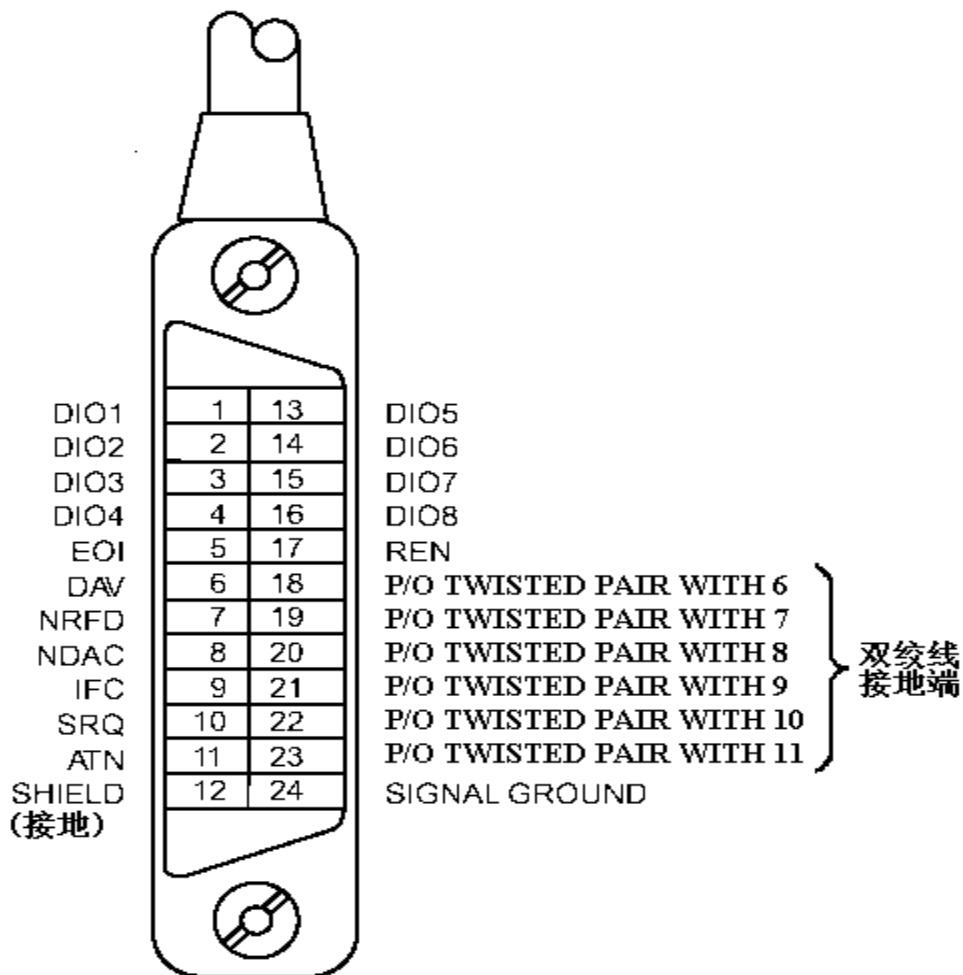 DIO1 1 13 DIO5
DIO2 2 14 DIO6
DIO3 3 15 DIO7
DIO4 4 16 DIO8
EOI 5 17 REN
DAV 6 18 P/O TWISTED PAIR WITH 6
NRFD 7 19 P/O TWISTED PAIR WITH 7
NDAC 8 20 P/O TWISTED PAIR WITH 8
IFC 9 21 P/O TWISTED PAIR WITH 9
SRQ 10 22 P/O TWISTED PAIR WITH 10
ATN 11 23 P/O TWISTED PAIR WITH 11
双绞线
接地端
SHIELD 12 24 SIGNAL GROUND
(接地)